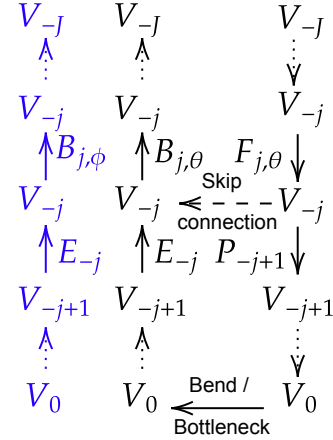 V_{-J} V_{-J} V_{-J}
V_{-j} V_{-j} V_{-j}
B_{j,ϕ} B_{j,θ} F_{j,θ}
Skip
V_{-j} V_{-j} V_{-j}
connection
E_{-j} E_{-j} P_{-j+1}
V_{-j+1} V_{-j+1} V_{-j+1}
Bend /
V_0 V_0 V_0
Bottleneck